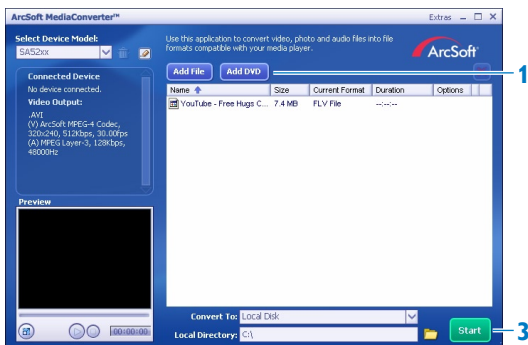 ArcSoft MediaConverter™ Extras
Select Device Model:
SA52xx
Use this application to convert video, photo and audio files into file
formats compatible with your media player.
ArcSoft
Connected Device
No device connected.
Video Output:
.AVI
(V) ArcSoft MPEG-4 Codec,
320x240, 512Kbps, 30.00fps
(A) MPEG Layer-3, 128Kbps,
48000Hz
Add File Add DVD
1
Name Size Current Format Duration Options
YouTube - Free Hugs C... 7.4 MB FLV File --:--:--
Preview
00:00:00
Convert To: Local Disk
Local Directory: C:\
Start
3